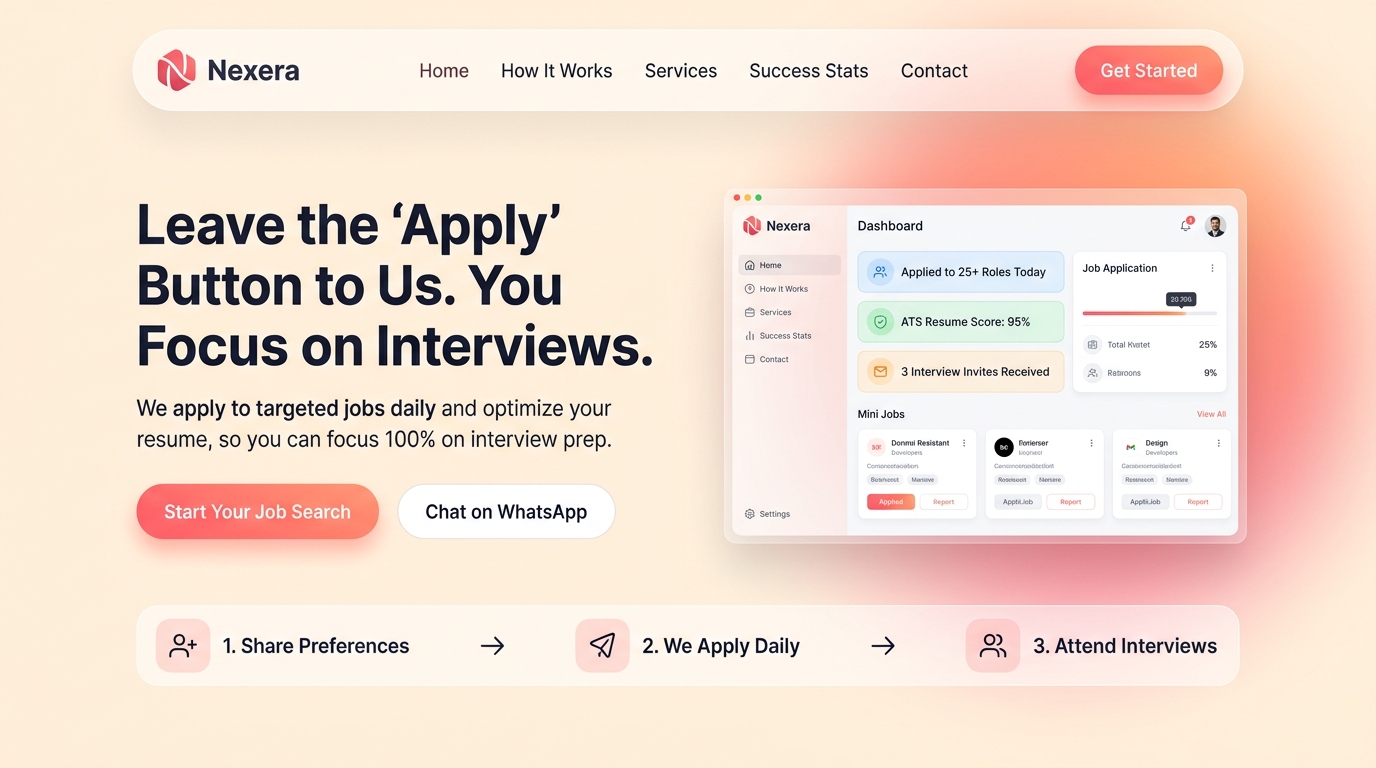 Nexera
Home
How It Works
Services
Success Stats
Contact
Get Started
Leave the ‘Apply’
Button to Us. You
Focus on Interviews.
We apply to targeted jobs daily and optimize your
resume, so you can focus 100% on interview prep.
Start Your Job Search
Chat on WhatsApp
Nexera
Home
How It Works
Services
Success Stats
Contact
Settings
Dashboard
Applied to 25+ Roles Today
ATS Resume Score: 95%
3 Interview Invites Received
Job Application
Total
25%
9%
Mini Jobs
View All
Resistant
Developers
Applied
Report
Report
Design
Developers
Report
1. Share Preferences
2. We Apply Daily
3. Attend Interviews